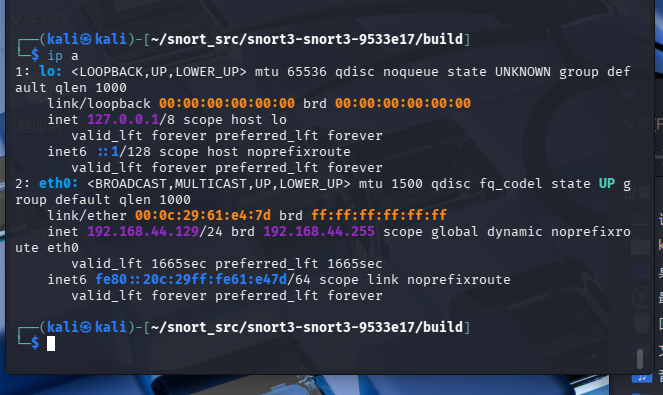 ┌──(kali㉿kali)-[~/snort_src/snort3-snort3-9533e17/build]
└─$ ip a
1: lo: <LOOPBACK,UP,LOWER_UP> mtu 65536 qdisc noqueue state UNKNOWN group def
ault qlen 1000
    link/loopback 00:00:00:00:00:00 brd 00:00:00:00:00:00
    inet 127.0.0.1/8 scope host lo
       valid_lft forever preferred_lft forever
    inet6 ::1/128 scope host noprefixroute
       valid_lft forever preferred_lft forever
2: eth0: <BROADCAST,MULTICAST,UP,LOWER_UP> mtu 1500 qdisc fq_codel state UP g
roup default qlen 1000
    link/ether 00:0c:29:61:e4:7d brd ff:ff:ff:ff:ff:ff
    inet 192.168.44.129/24 brd 192.168.44.255 scope global dynamic noprefixro
ute eth0
       valid_lft 1665sec preferred_lft 1665sec
    inet6 fe80::20c:29ff:fe61:e47d/64 scope link noprefixroute
       valid_lft forever preferred_lft forever
┌──(kali㉿kali)-[~/snort_src/snort3-snort3-9533e17/build]
└─$